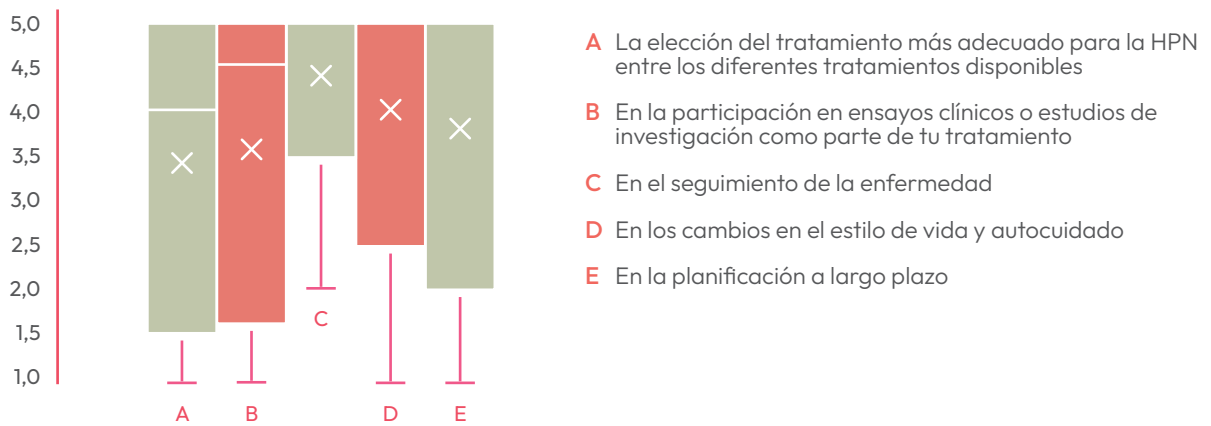 5,0
4,5
4,0
3,5
3,0
2,5
2,0
1,5
1,0
A
B
C
D
E
A La elección del tratamiento más adecuado para la HPN
entre los diferentes tratamientos disponibles
B En la participación en ensayos clínicos o estudios de
investigación como parte de tu tratamiento
C En el seguimiento de la enfermedad
D En los cambios en el estilo de vida y autocuidado
E En la planificación a largo plazo